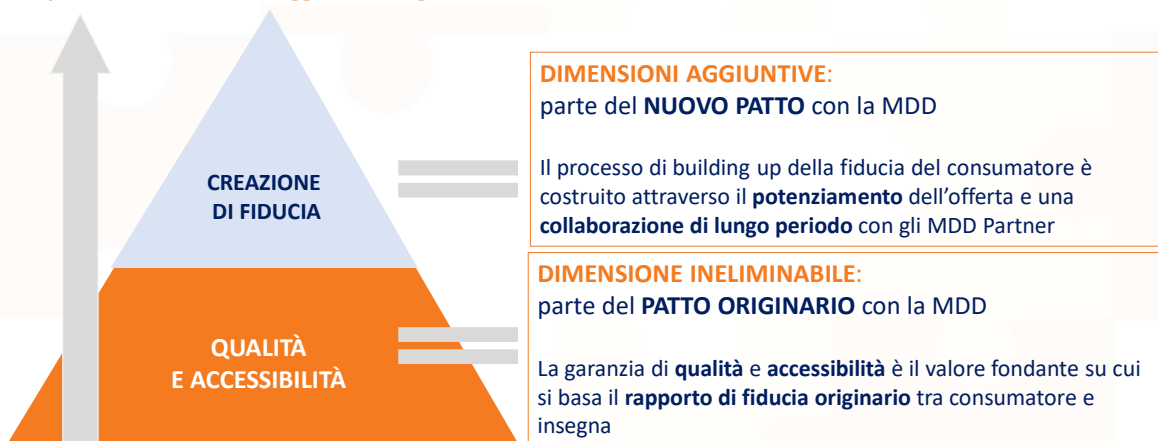 CREAZIONE
DI FIDUCIA
QUALITÀ
E ACCESSIBILITÀ
DIMENSIONI AGGIUNTIVE:
parte del NUOVO PATTO con la MDD
Il processo di building up della fiducia del consumatore è
costruito attraverso il potenziamento dell'offerta e una
collaborazione di lungo periodo con gli MDD Partner
DIMENSIONE INELIMINABILE:
parte del PATTO ORIGINARIO con la MDD
La garanzia di qualità e accessibilità è il valore fondante su cui
si basa il rapporto di fiducia originario tra consumatore e
insegna